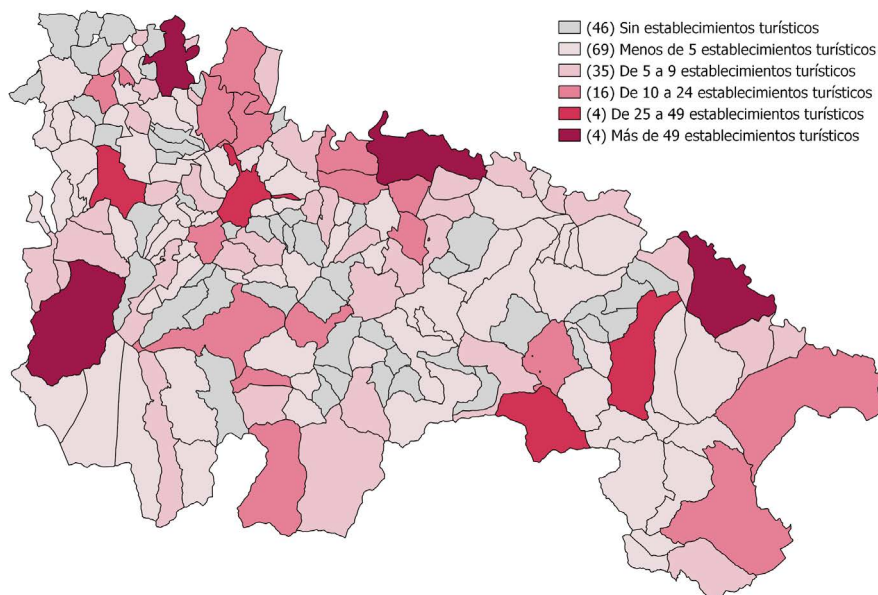 (46) Sin establecimientos turísticos
(69) Menos de 5 establecimientos turísticos
(35) De 5 a 9 establecimientos turísticos
(16) De 10 a 24 establecimientos turísticos
(4) De 25 a 49 establecimientos turísticos
(4) Más de 49 establecimientos turísticos